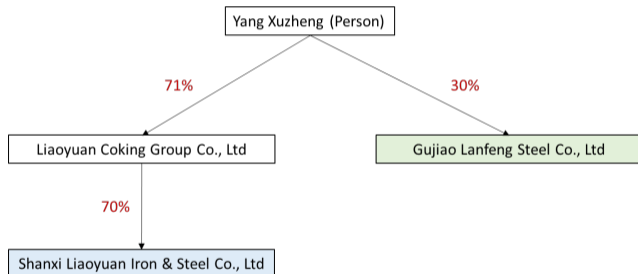 Yang Xuzheng (Person)
71%
30%
Liaoyuan Coking Group Co., Ltd
Gujiao Lanfeng Steel Co., Ltd
70%
Shanxi Liaoyuan Iron & Steel Co., Ltd